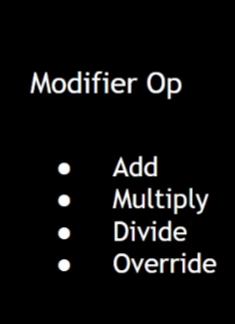 Modifier Op
● Add
● Multiply
● Divide
● Override